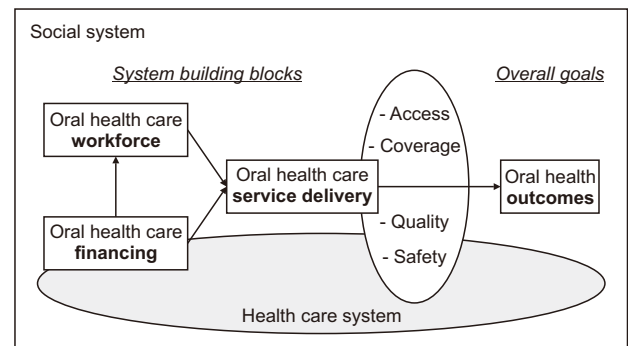 Social system
System building blocks
Overall goals
Oral health care
workforce
Oral health care
financing
Oral health care
service delivery
- Access
- Coverage
- Quality
- Safety
Oral health
outcomes
Health care system